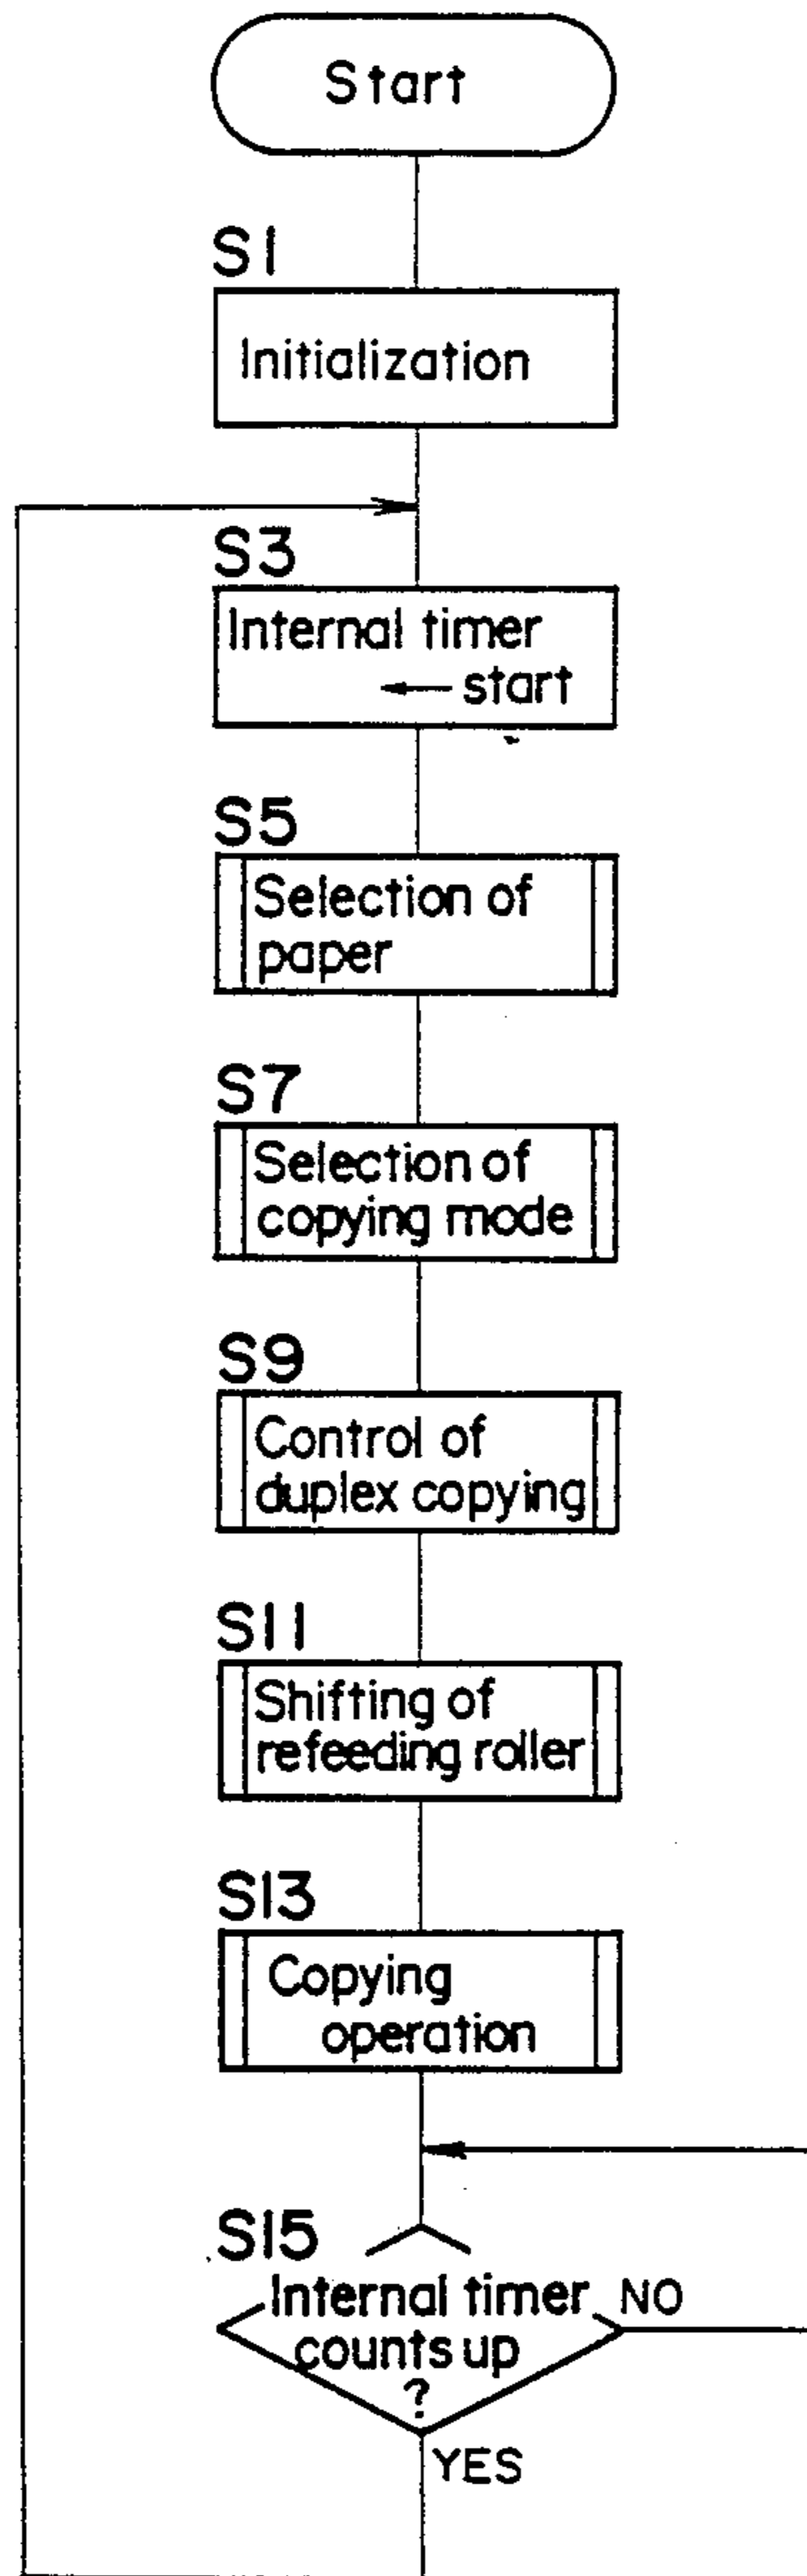 Start
S1
Initialization
S3
Internal timer
← start
S5
Selection of
paper
S7
Selection of
copying mode
S9
Control of
duplex copying
S11
Shifting of
refeeding roller
S13
Copying
operation
S15
Internal timer
NO
counts up
?
YES